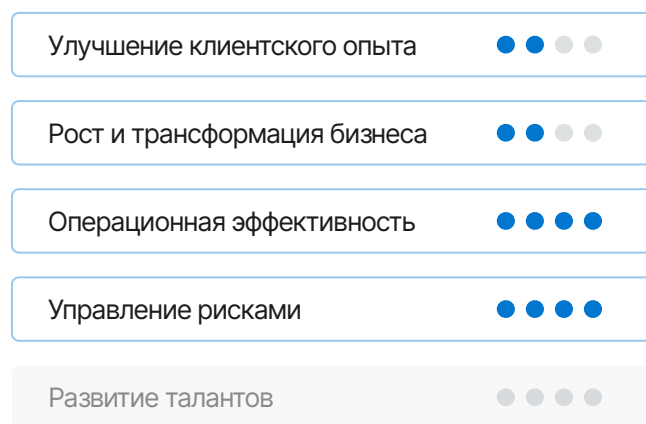 Улучшение клиентского опыта
Рост и трансформация бизнеса
Операционная эффективность
Управление рисками
Развитие талантов